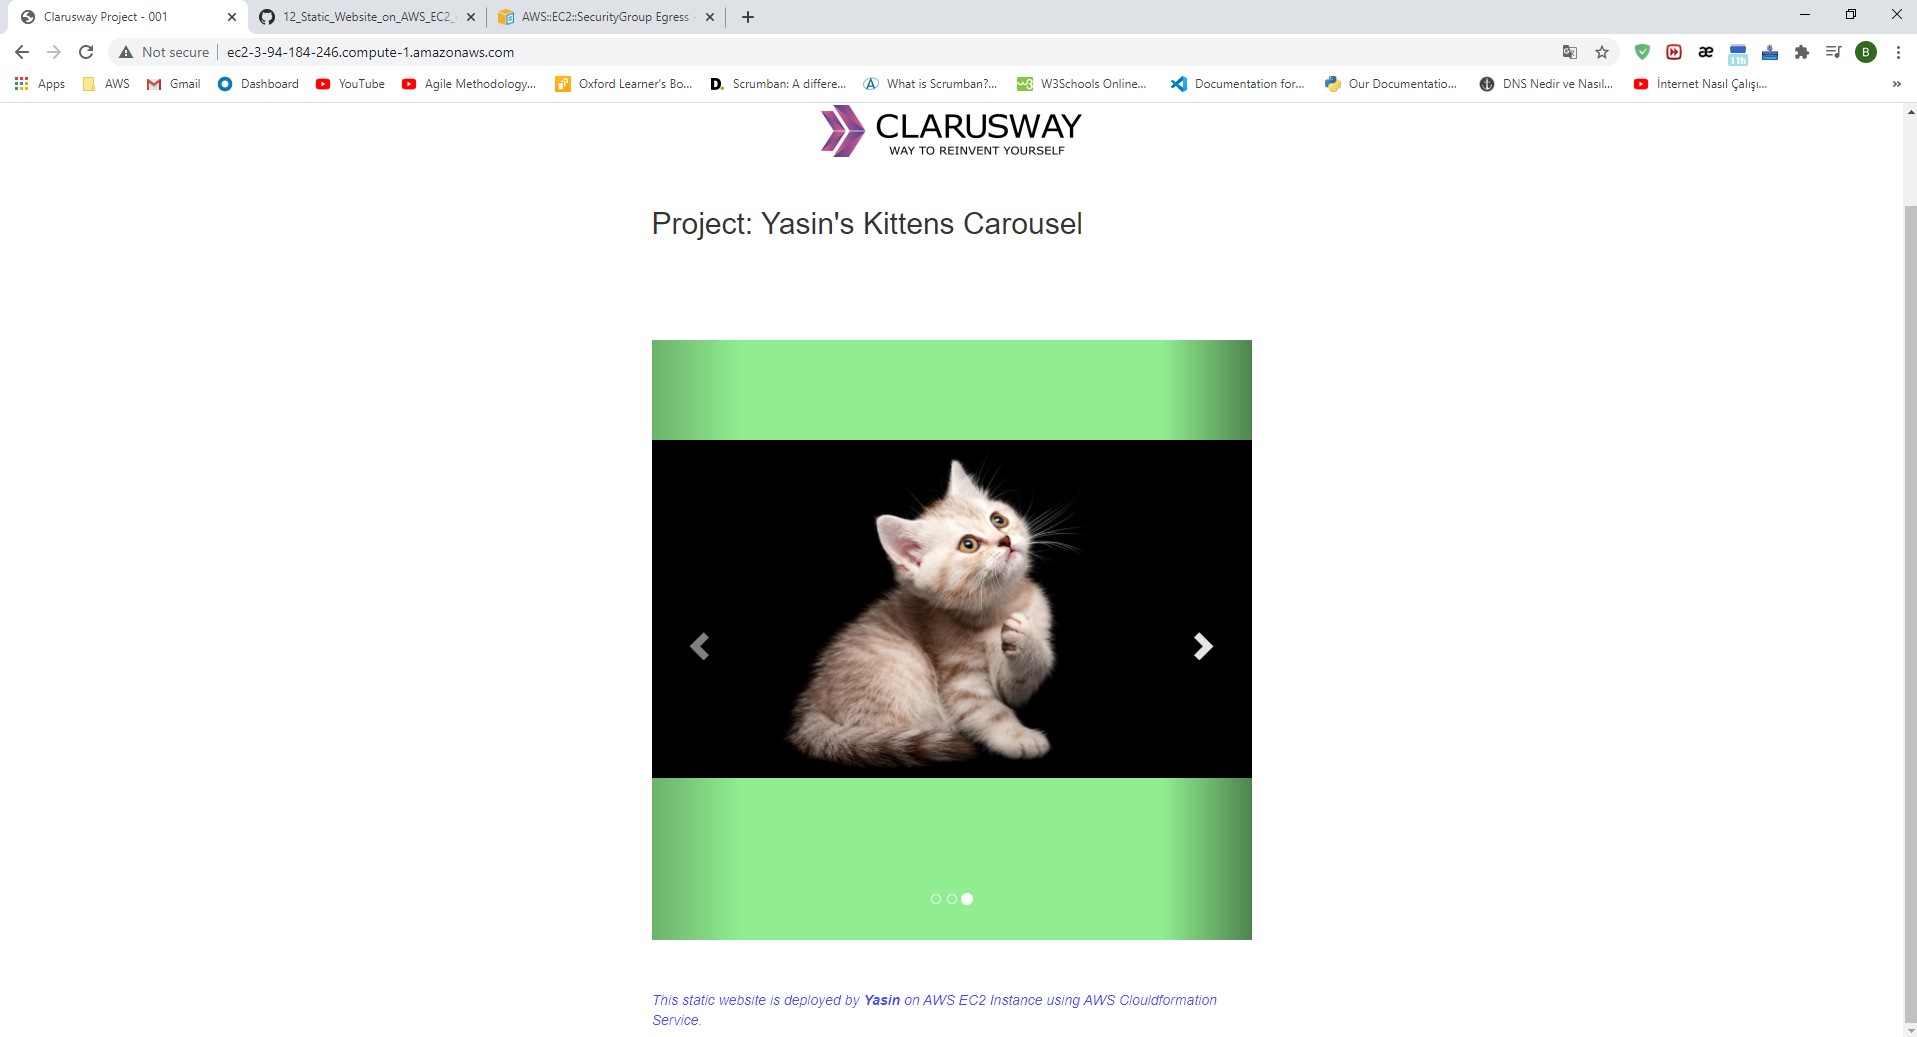 Clarusway Project - 001
12_Static_Website_on_AWS_EC2_
AWS::EC2::SecurityGroup Egress -
Not secure
ec2-3-94-184-246.compute-1.amazonaws.com
11h
B
Apps
AWS
Gmail
Dashboard
YouTube
Agile Methodology...
Oxford Learner's Bo...
D.
Scrumban: A differe...
What is Scrumban?...
W3Schools Online...
Documentation for...
Our Documentatio...
DNS Nedir ve Nasıl...
İnternet Nasıl Çalışı...
CLARUSWAY
WAY TO REINVENT YOURSELF
Project: Yasin's Kittens Carousel
This static website is deployed by Yasin on AWS EC2 Instance using AWS Clouldformation
Service.